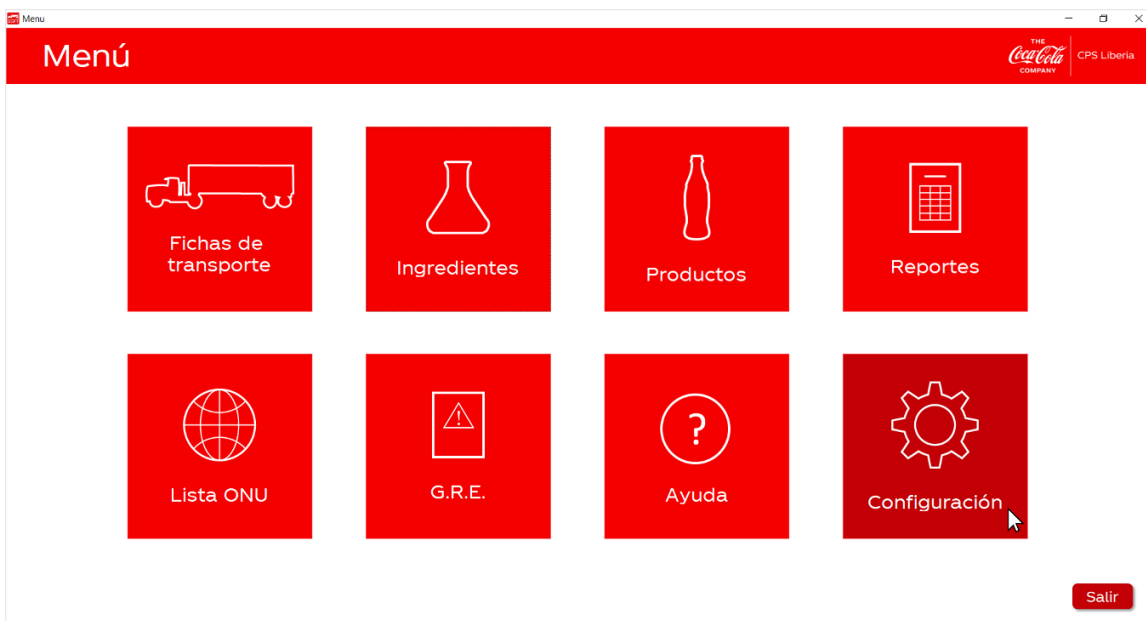 Menu
Menú
THE
Coca-Cola
COMPANY
CPS Liberia
Fichas de
transporte
Ingredientes
Productos
Reportes
Lista ONU
G.R.E.
?
Ayuda
Configuración
Salir